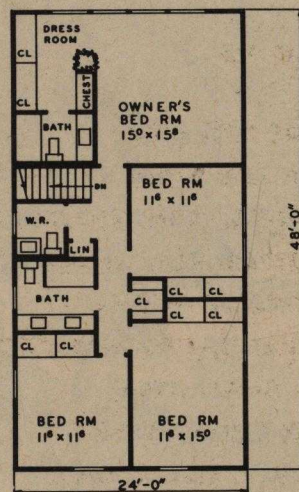 DRESS
ROOM
CL
CL
CHEST
OWNER'S
BED RM
15⁰ x 15⁸
BATH
DN
BED RM
11⁶ x 11⁶
W.R.
LIN
BATH
CL
CL
CL
CL
CL
CL
CL
BED RM
11⁶ x 11⁶
BED RM
11⁶ x 15⁰
48'-0"
24'-0"